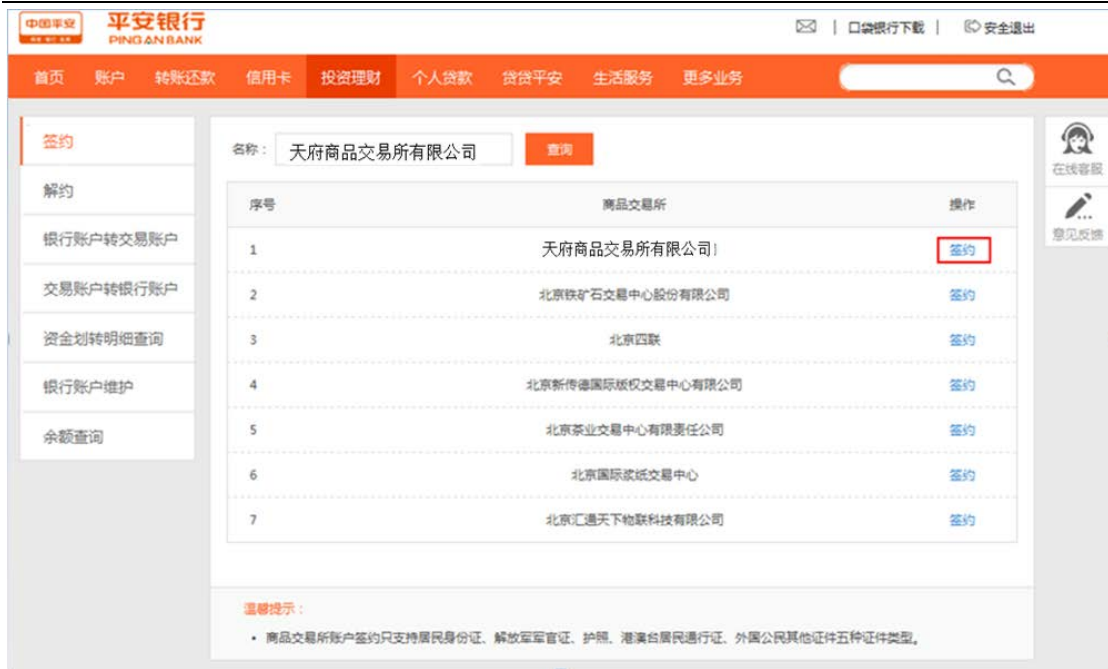 中国平安
平安银行
PING AN BANK
口袋银行下载 | 安全退出
首页 账户 转账还款 信用卡 投资理财 个人贷款 贷贷平安 生活服务 更多业务
签约
解约
银行账户转交易账户
交易账户转银行账户
资金划转明细查询
银行账户维护
余额查询
名称： 天府商品交易所有限公司 查询
序号 商品交易所 操作
1 天府商品交易所有限公司 签约
2 北京铁矿石交易中心股份有限公司 签约
3 北京四联 签约
4 北京新传德国际版权交易中心有限公司 签约
5 北京茶业交易中心有限责任公司 签约
6 北京国际浆纸交易中心 签约
7 北京汇通天下物联科技有限公司 签约
温馨提示：
• 商品交易所账户签约只支持居民身份证、解放军军官证、护照、港澳台居民通行证、外国公民其他证件五种证件类型。
在线客服
意见反馈